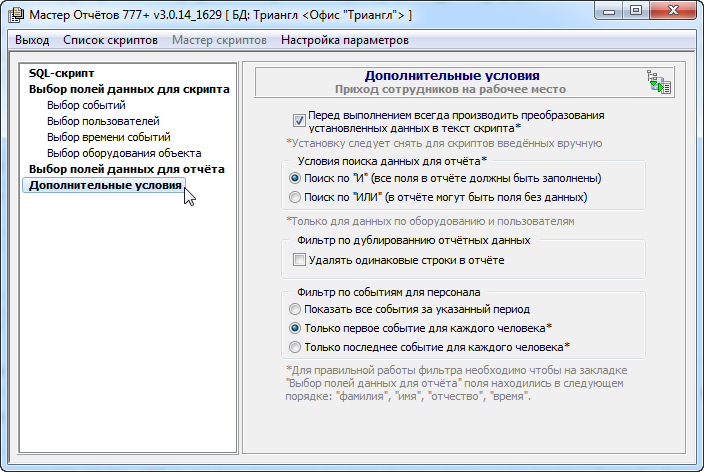 Мастер Отчётов 777+ v3.0.14_1629 [ БД: Триангл <Офис "Триангл"> ]
Выход Список скриптов Мастер скриптов Настройка параметров
SQL-скрипт
Выбор полей данных для скрипта
Выбор событий
Выбор пользователей
Выбор времени событий
Выбор оборудования объекта
Выбор полей данных для отчёта
Дополнительные условия
Дополнительные условия
Приход сотрудников на рабочее место
Перед выполнением всегда производить преобразования
установленных данных в текст скрипта*
*Установку следует снять для скриптов введённых вручную
Условия поиска данных для отчёта*
Поиск по "И" (все поля в отчёте должны быть заполнены)
Поиск по "ИЛИ" (в отчёте могут быть поля без данных)
*Только для данных по оборудованию и пользователям
Фильтр по дублированию отчётных данных
Удалять одинаковые строки в отчёте
Фильтр по событиям для персонала
Показать все события за указанный период
Только первое событие для каждого человека*
Только последнее событие для каждого человека*
*Для правильной работы фильтра необходимо чтобы на закладке
"Выбор полей данных для отчёта" поля находились в следующем
порядке: "фамилия", "имя", "отчество", "время".